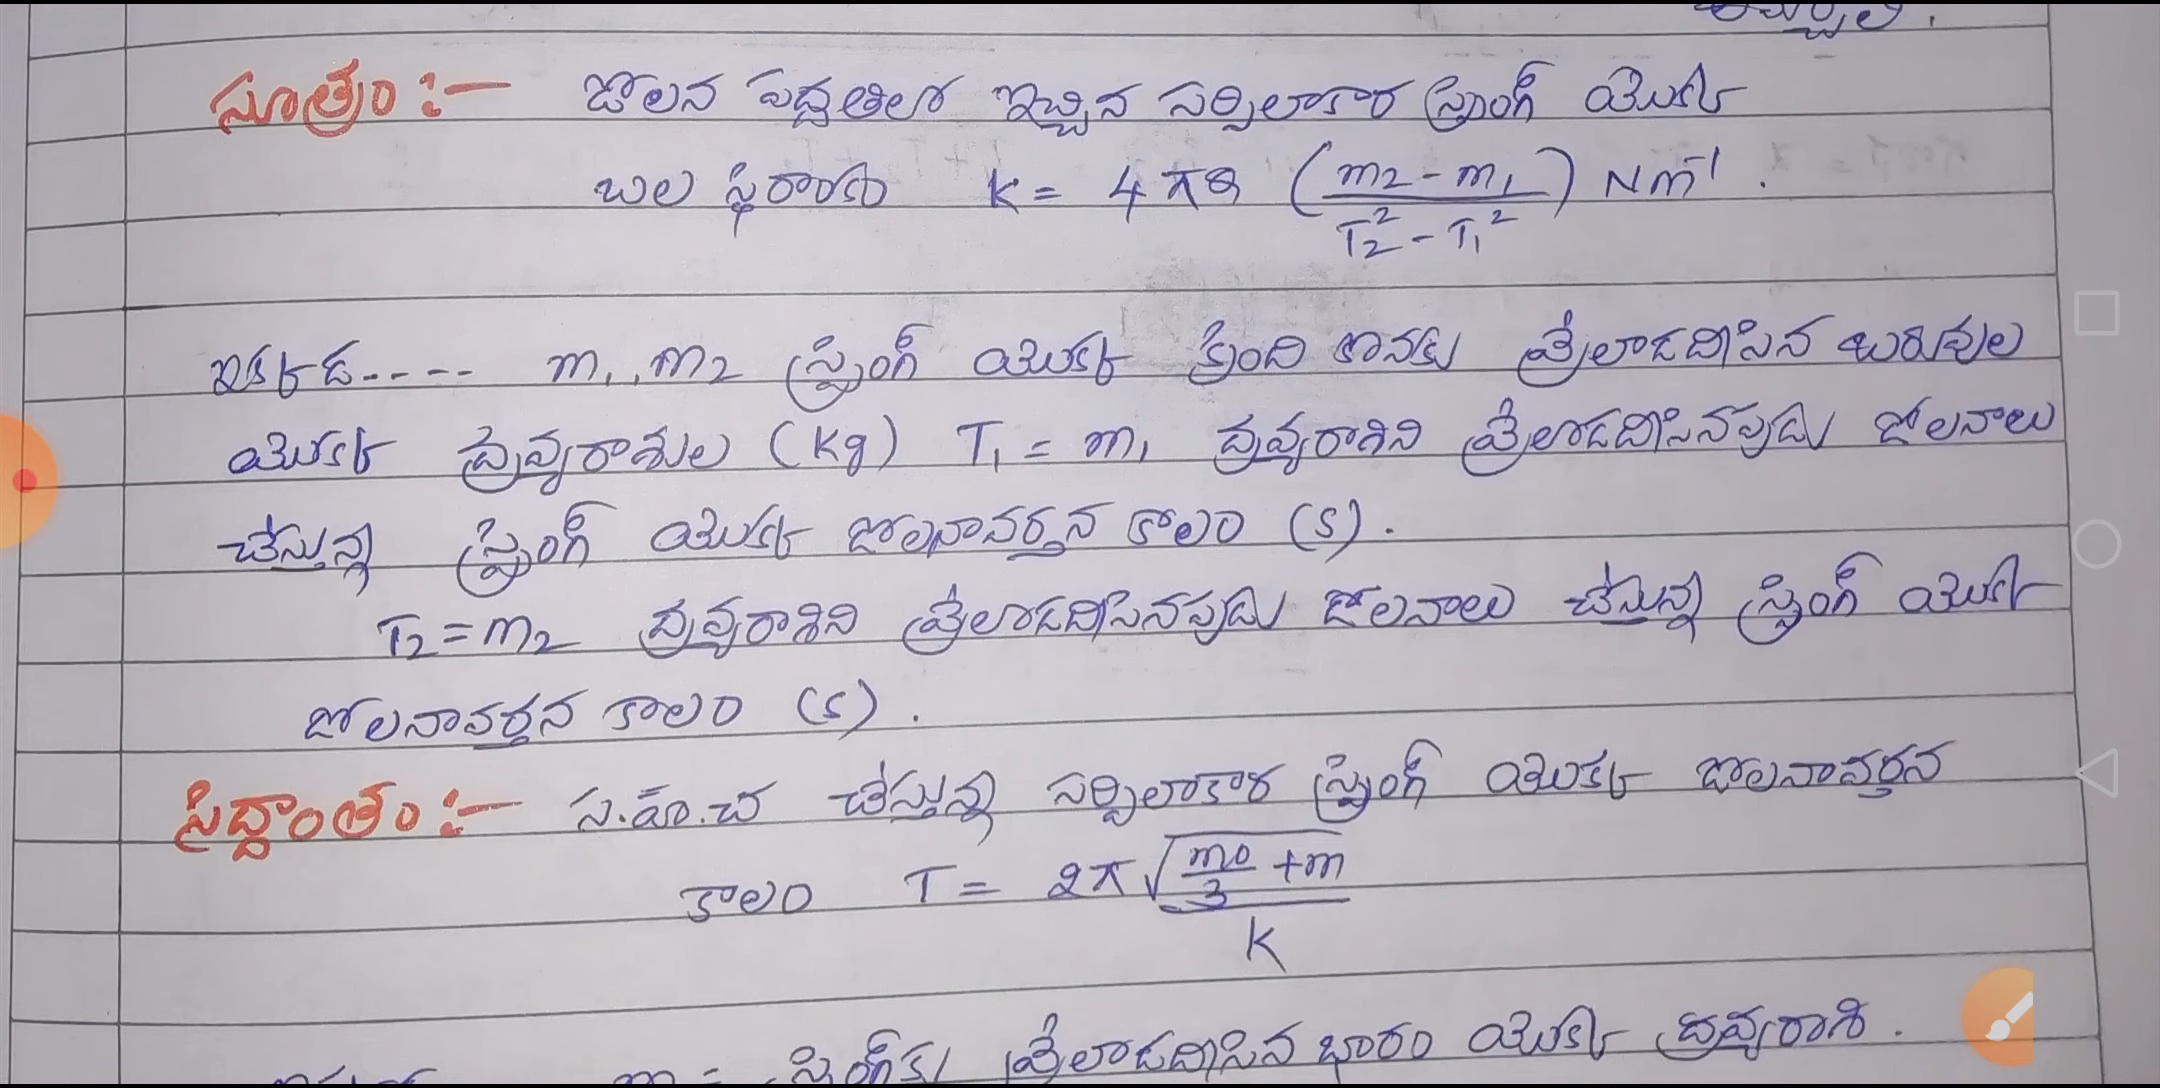 సూత్రం :- డోలన పద్ధతిలో ఇచ్చిన సర్పిలాకార స్ప్రింగ్ యొక్క
బల స్థిరాంకం K = 4π2 (m2 - m1 / T2² - T1²) Nm-1 .
ఇక్కడ---- m1, m2 స్ప్రింగ్ యొక్క క్రింది కొనకు వ్రేలాడదీసిన బరువుల
యొక్క ద్రవ్యరాశుల (Kg) T1 = m1 ద్రవ్యరాశిని వ్రేలాడదీసినపుడు డోలనాలు
చేస్తున్న స్ప్రింగ్ యొక్క డోలనావర్తన కాలం (s).
T2 = m2 ద్రవ్యరాశిని వ్రేలాడదీసినపుడు డోలనాలు చేస్తున్న స్ప్రింగ్ యొక్క
డోలనావర్తన కాలం (s) .
సిద్ధాంతం :- స.హా.చ చేస్తున్న సర్పిలాకార స్ప్రింగ్ యొక్క డోలనావర్తన
కాలం T = 2π√(m0/3 + m / K)
m = స్ప్రింగ్‌కు వ్రేలాడదీసిన భారం యొక్క ద్రవ్యరాశి .